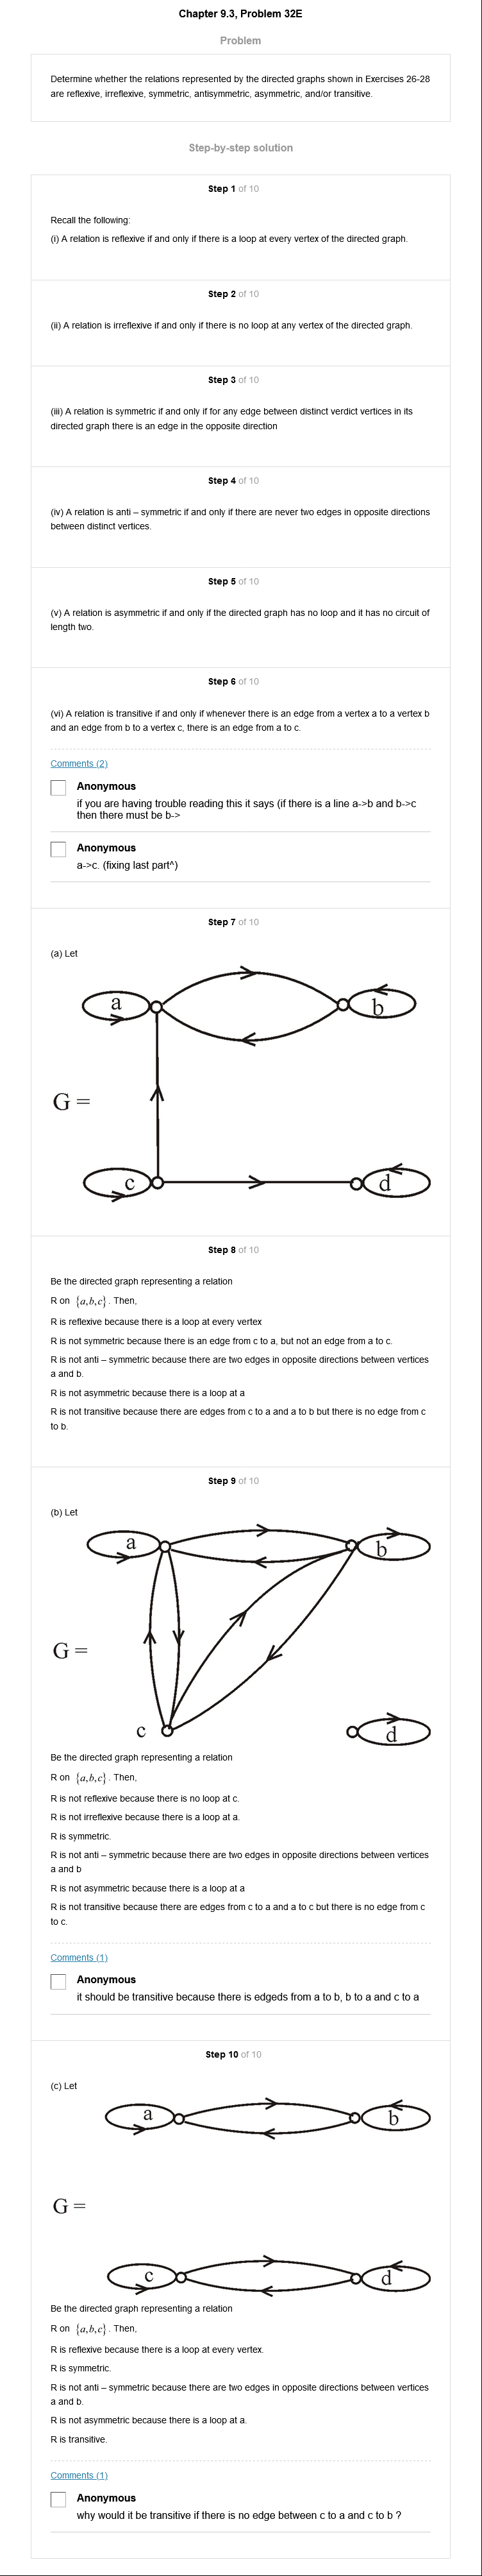 Chapter 9.3, Problem 32E
Problem
Determine whether the relations represented by the directed graphs shown in Exercises 26-28
are reflexive, irreflexive, symmetric, antisymmetric, asymmetric, and/or transitive.
Step-by-step solution
Step 1 of 10
Recall the following:
(i) A relation is reflexive if and only if there is a loop at every vertex of the directed graph.
Step 2 of 10
(ii) A relation is irreflexive if and only if there is no loop at any vertex of the directed graph.
Step 3 of 10
(iii) A relation is symmetric if and only if for any edge between distinct verdict vertices in its
directed graph there is an edge in the opposite direction
Step 4 of 10
(iv) A relation is anti – symmetric if and only if there are never two edges in opposite directions
between distinct vertices.
Step 5 of 10
(v) A relation is asymmetric if and only if the directed graph has no loop and it has no circuit of
length two.
Step 6 of 10
(vi) A relation is transitive if and only if whenever there is an edge from a vertex a to a vertex b
and an edge from b to a vertex c, there is an edge from a to c.
Comments (2)
Anonymous
if you are having trouble reading this it says (if there is a line a->b and b->c
then there must be b->
Anonymous
a->c. (fixing last part^)
Step 7 of 10
(a) Let
a
b
G =
c
d
Step 8 of 10
Be the directed graph representing a relation
R on {a,b,c}. Then,
R is reflexive because there is a loop at every vertex
R is not symmetric because there is an edge from c to a, but not an edge from a to c.
R is not anti – symmetric because there are two edges in opposite directions between vertices
a and b.
R is not asymmetric because there is a loop at a
R is not transitive because there are edges from c to a and a to b but there is no edge from c
to b.
Step 9 of 10
(b) Let
a
b
G =
c
d
Be the directed graph representing a relation
R on {a,b,c}. Then,
R is not reflexive because there is no loop at c.
R is not irreflexive because there is a loop at a.
R is symmetric.
R is not anti – symmetric because there are two edges in opposite directions between vertices
a and b
R is not asymmetric because there is a loop at a
R is not transitive because there are edges from c to a and a to c but there is no edge from c
to c.
Comments (1)
Anonymous
it should be transitive because there is edgeds from a to b, b to a and c to a
Step 10 of 10
(c) Let
a
b
G =
c
d
Be the directed graph representing a relation
R on {a,b,c}. Then,
R is reflexive because there is a loop at every vertex.
R is symmetric.
R is not anti – symmetric because there are two edges in opposite directions between vertices
a and b.
R is not asymmetric because there is a loop at a.
R is transitive.
Comments (1)
Anonymous
why would it be transitive if there is no edge between c to a and c to b ?